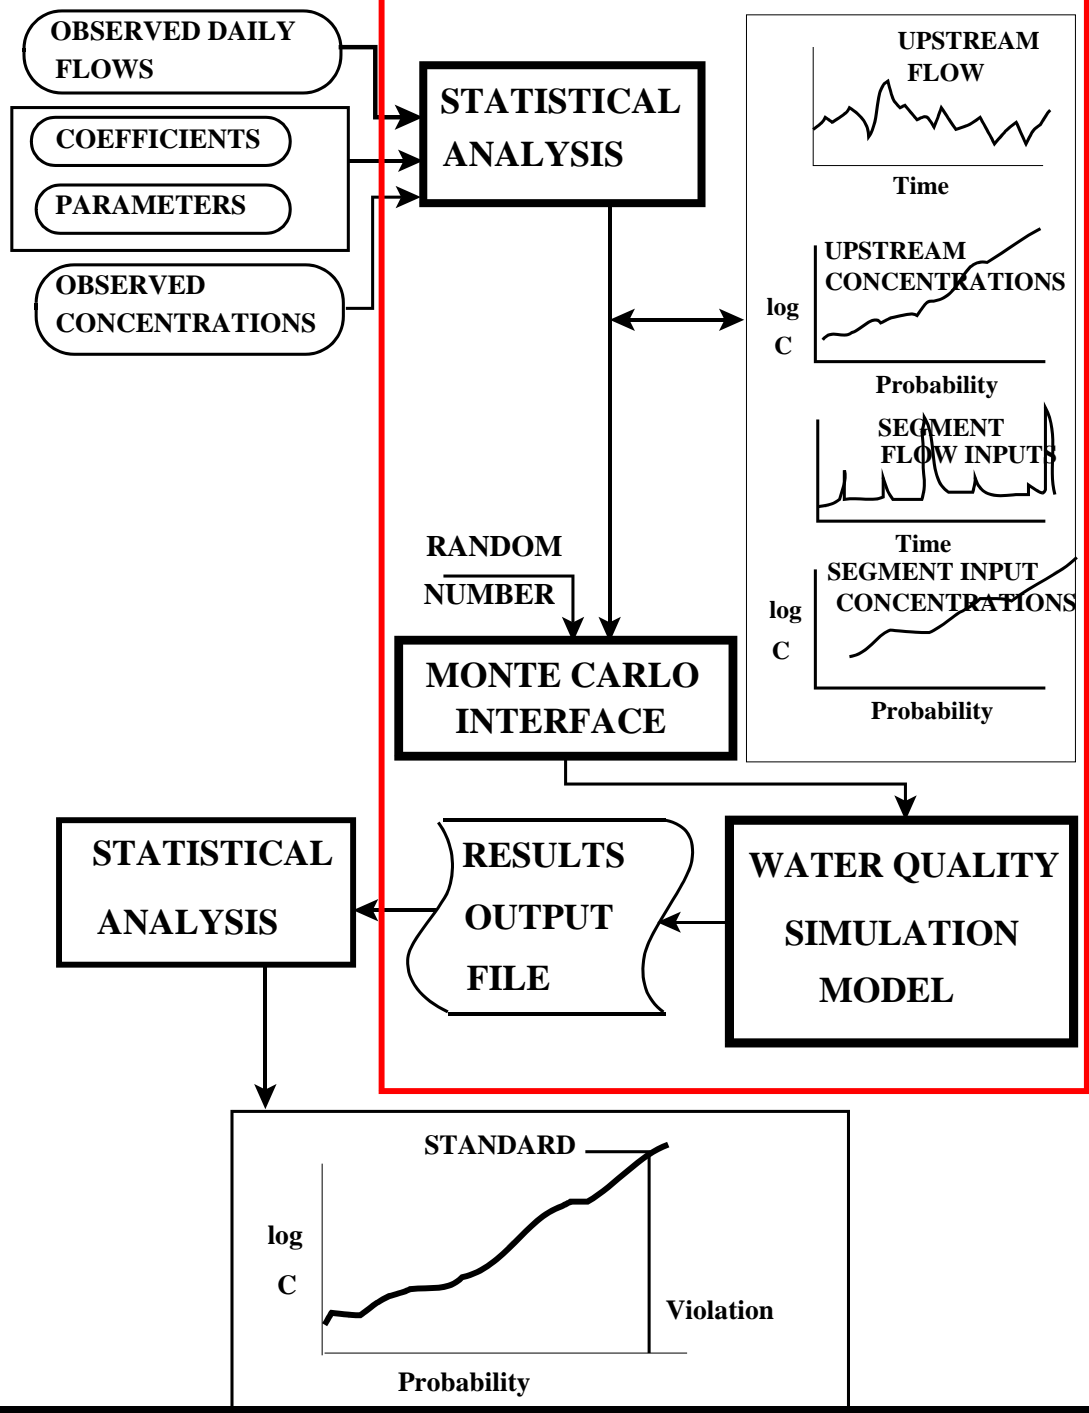 OBSERVED DAILY
FLOWS
COEFFICIENTS
PARAMETERS
OBSERVED
CONCENTRATIONS
STATISTICAL
ANALYSIS
UPSTREAM
FLOW
Time
UPSTREAM
CONCENTRATIONS
log
C
Probability
SEGMENT
FLOW INPUTS
Time
SEGMENT INPUT
CONCENTRATIONS
log
C
Probability
RANDOM
NUMBER
MONTE CARLO
INTERFACE
WATER QUALITY
SIMULATION
MODEL
RESULTS
OUTPUT
FILE
STATISTICAL
ANALYSIS
STANDARD
log
C
Violation
Probability